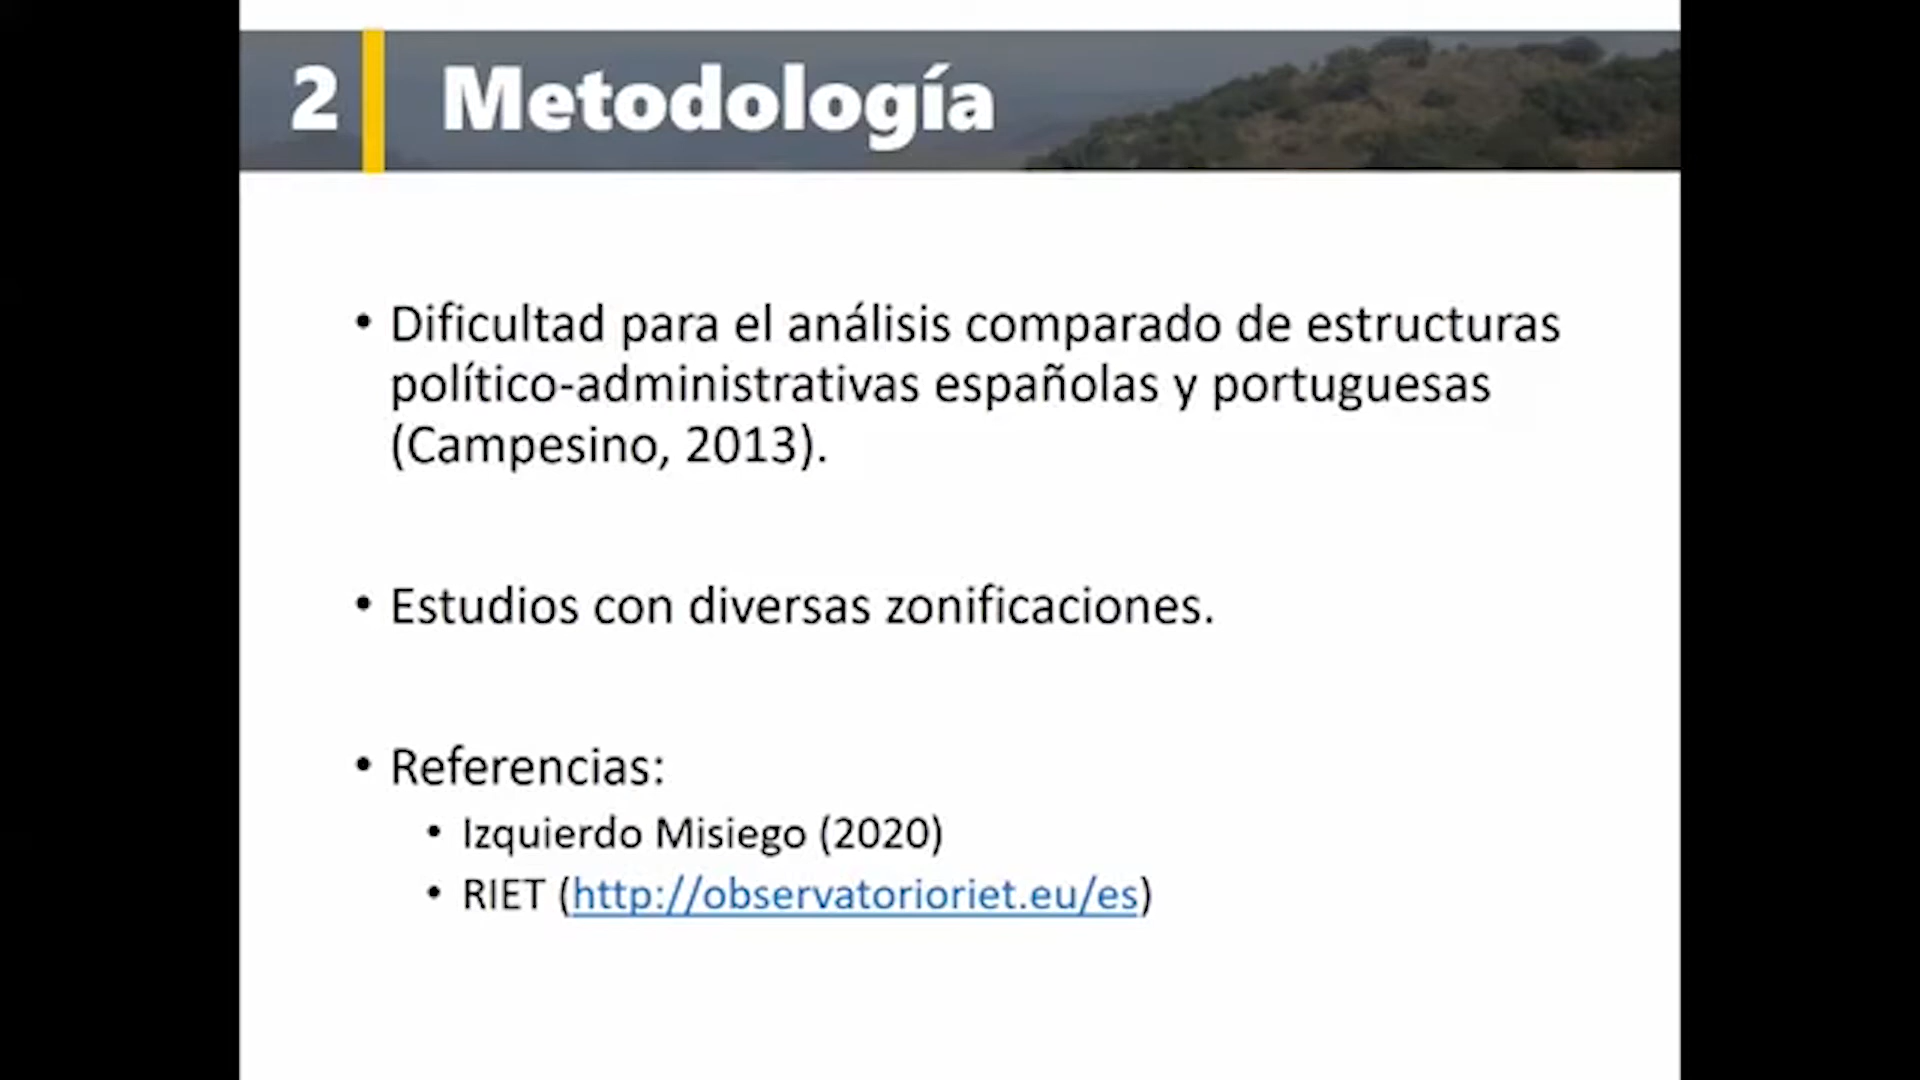 2 Metodología
• Dificultad para el análisis comparado de estructuras
político-administrativas españolas y portuguesas
(Campesino, 2013).
• Estudios con diversas zonificaciones.
• Referencias:
• Izquierdo Misiego (2020)
• RIET (http://observatorioriet.eu/es)